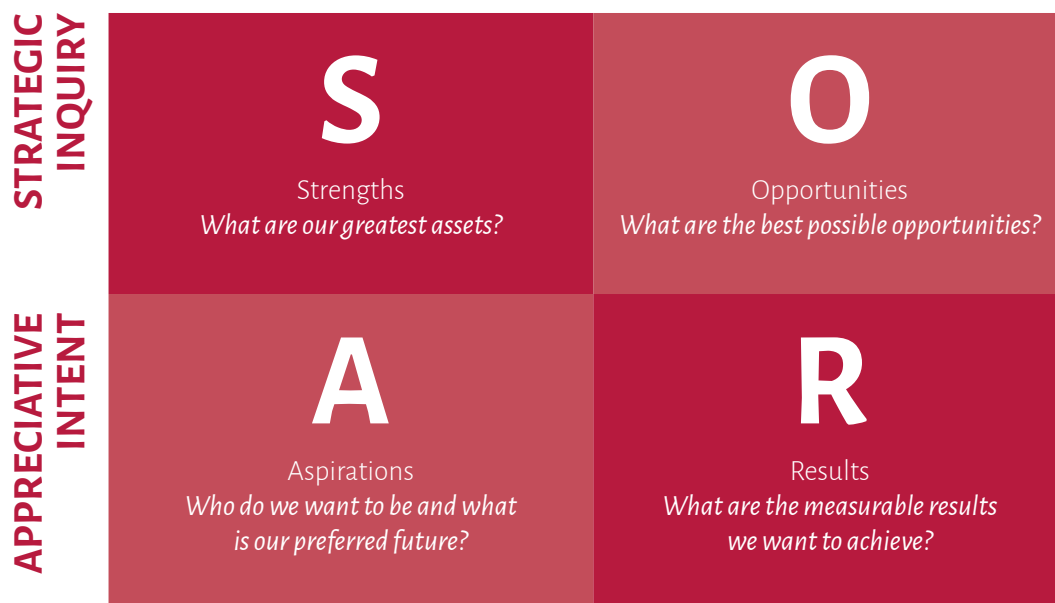 STRATEGIC
INQUIRY
S
Strengths
What are our greatest assets?
O
Opportunities
What are the best possible opportunities?
APPRECIATIVE
INTENT
A
Aspirations
Who do we want to be and what
is our preferred future?
R
Results
What are the measurable results
we want to achieve?